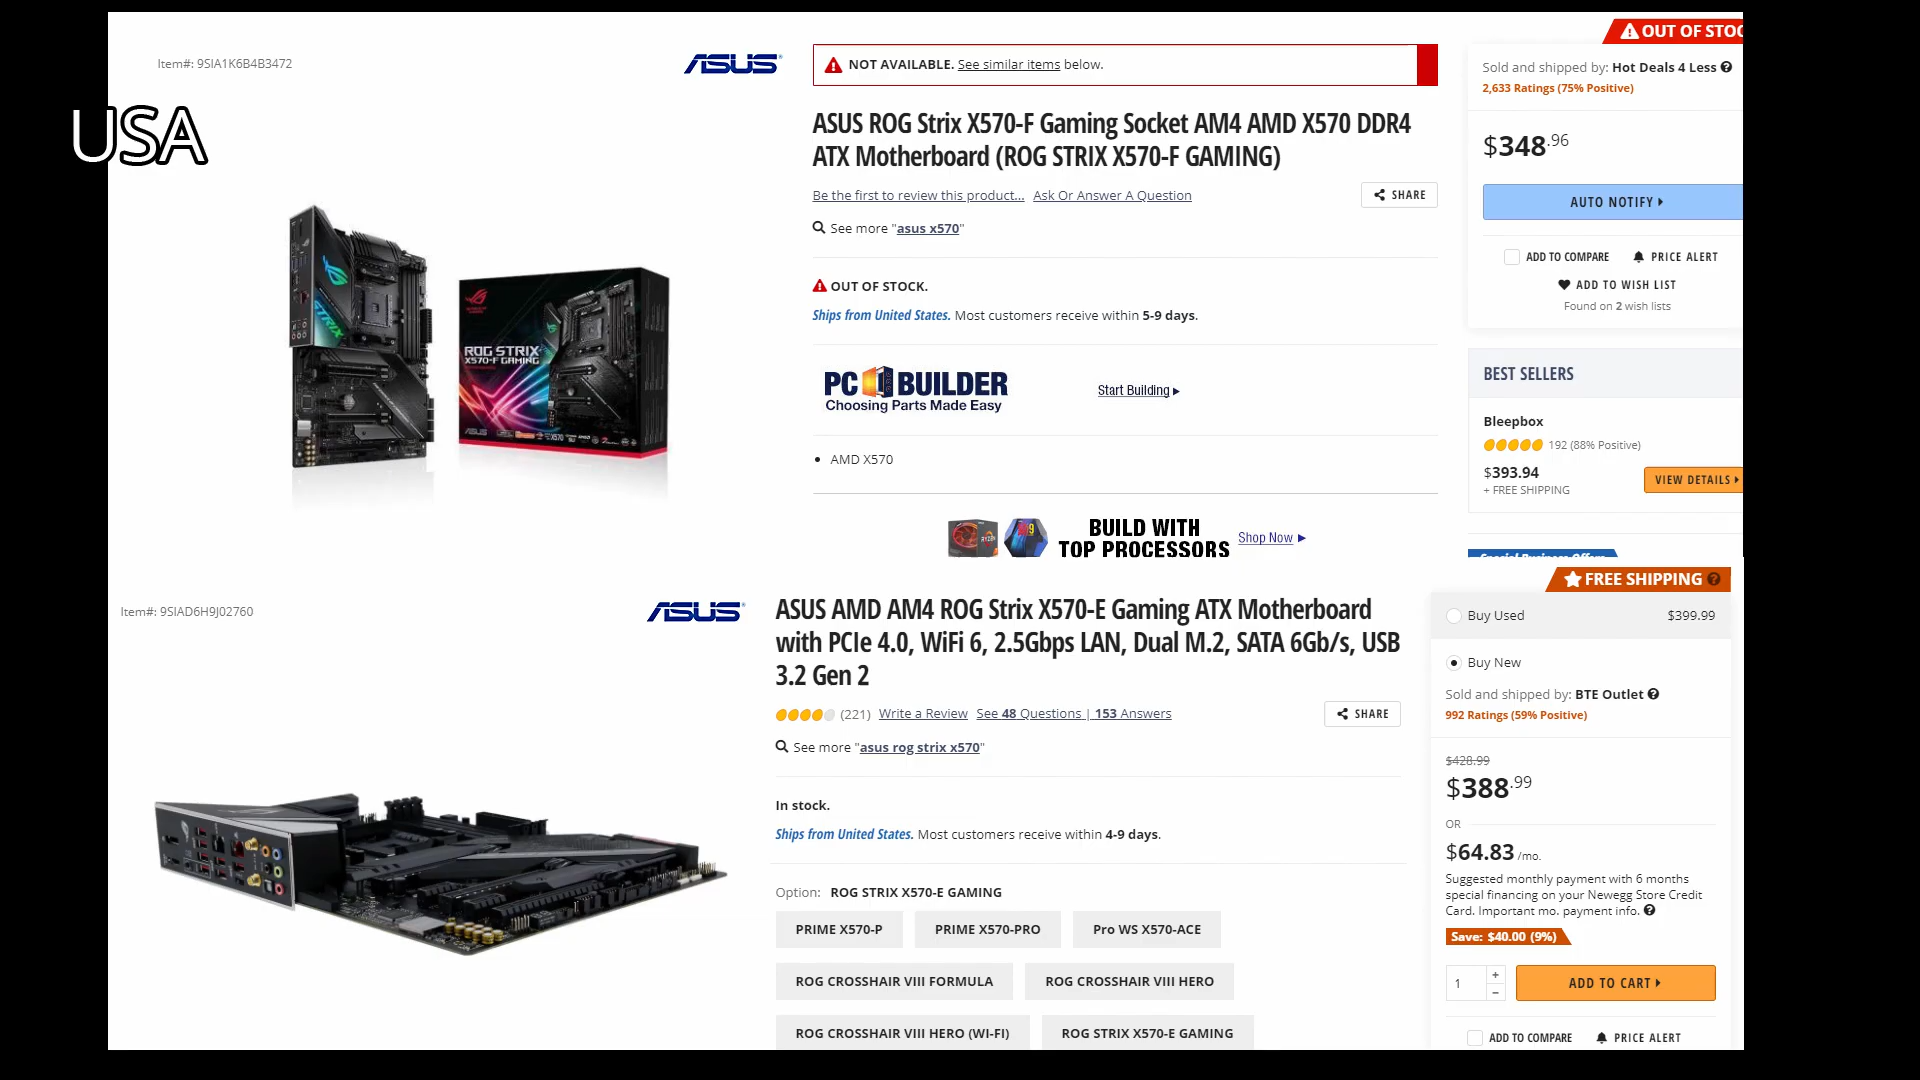 USA
Item#: 9SIA1K6B4B3472
ASUS
NOT AVAILABLE. See similar items below.
ASUS ROG Strix X570-F Gaming Socket AM4 AMD X570 DDR4
ATX Motherboard (ROG STRIX X570-F GAMING)
Be the first to review this product... Ask Or Answer A Question
SHARE
See more "asus x570"
OUT OF STOCK.
Ships from United States. Most customers receive within 5-9 days.
PC BUILDER
Choosing Parts Made Easy
Start Building
AMD X570
BUILD WITH
TOP PROCESSORS
Shop Now
ROG STRIX
X570-F GAMING
STRIX
OUT OF STOC
Sold and shipped by: Hot Deals 4 Less
2,633 Ratings (75% Positive)
$348.96
AUTO NOTIFY
ADD TO COMPARE PRICE ALERT
ADD TO WISH LIST
Found on 2 wish lists
BEST SELLERS
Bleepbox
192 (88% Positive)
$393.94
+ FREE SHIPPING
VIEW DETAILS
Special Business Offers
Item#: 9SIAD6H9J02760
ASUS
ASUS AMD AM4 ROG Strix X570-E Gaming ATX Motherboard
with PCIe 4.0, WiFi 6, 2.5Gbps LAN, Dual M.2, SATA 6Gb/s, USB
3.2 Gen 2
(221) Write a Review See 48 Questions | 153 Answers
SHARE
See more "asus rog strix x570"
In stock.
Ships from United States. Most customers receive within 4-9 days.
Option: ROG STRIX X570-E GAMING
PRIME X570-P PRIME X570-PRO Pro WS X570-ACE
ROG CROSSHAIR VIII FORMULA ROG CROSSHAIR VIII HERO
ROG CROSSHAIR VIII HERO (WI-FI) ROG STRIX X570-E GAMING
FREE SHIPPING
Buy Used $399.99
Buy New
Sold and shipped by: BTE Outlet
992 Ratings (59% Positive)
$428.99
$388.99
OR
$64.83 /mo.
Suggested monthly payment with 6 months
special financing on your Newegg Store Credit
Card. Important mo. payment info.
Save: $40.00 (9%)
1 + −
ADD TO CART
ADD TO COMPARE PRICE ALERT